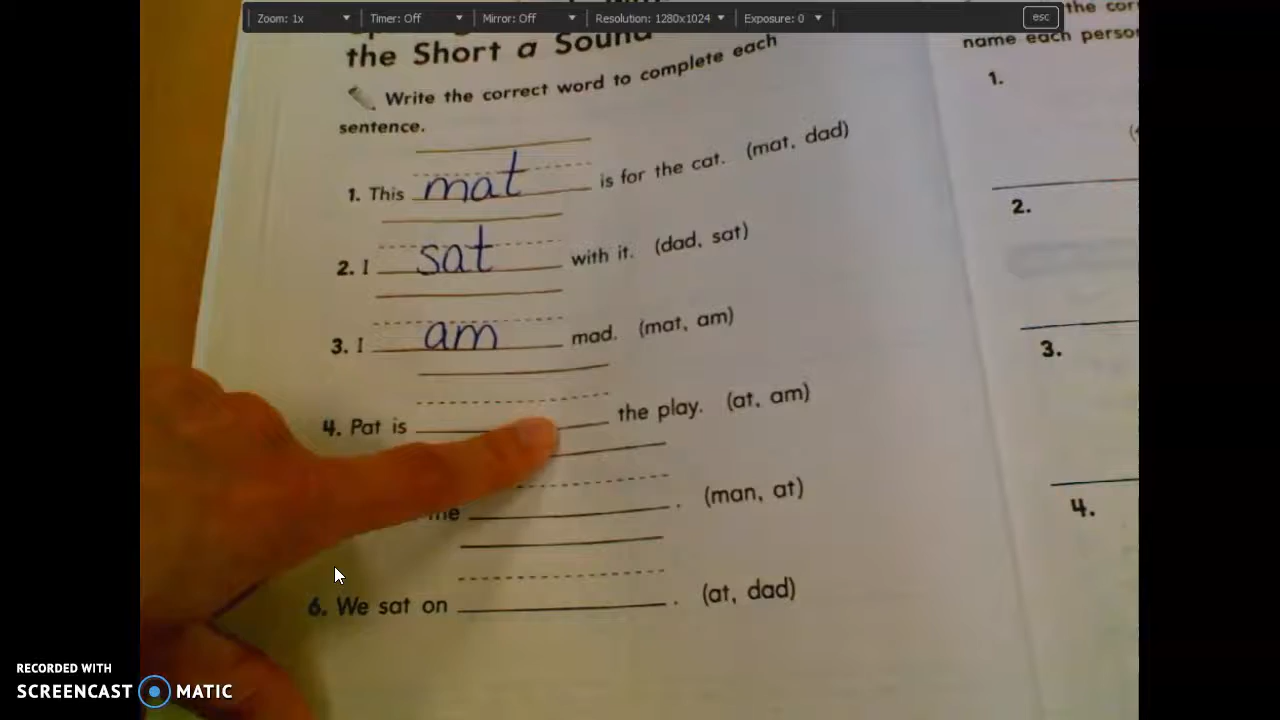 Zoom: 1x Timer: Off Mirror: Off Resolution: 1280x1024 Exposure: 0 esc
the Short a Sound
Write the correct word to complete each
sentence.
1. This mat is for the cat. (mat, dad)
2. I sat with it. (dad, sat)
3. I am mad. (mat, am)
4. Pat is the play. (at, am)
me . (man, at)
6. We sat on . (at, dad)
the cor
name each perso
1.
2.
3.
4.
RECORDED WITH
SCREENCAST MATIC